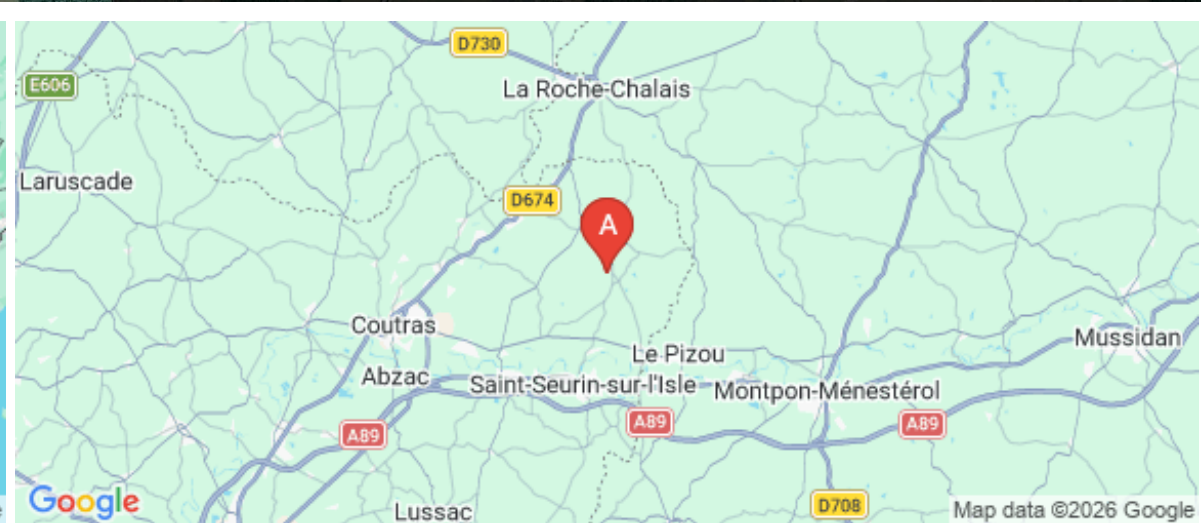 D730
E606
La Roche-Chalais
Laruscade
D674
A
Coutras
Mussidan
Le Pizou
Abzac
Saint-Seurin-sur-l'Isle
Montpon-Ménestérol
A89
A89
A89
Google
Lussac
D708
Map data ©2026 Google